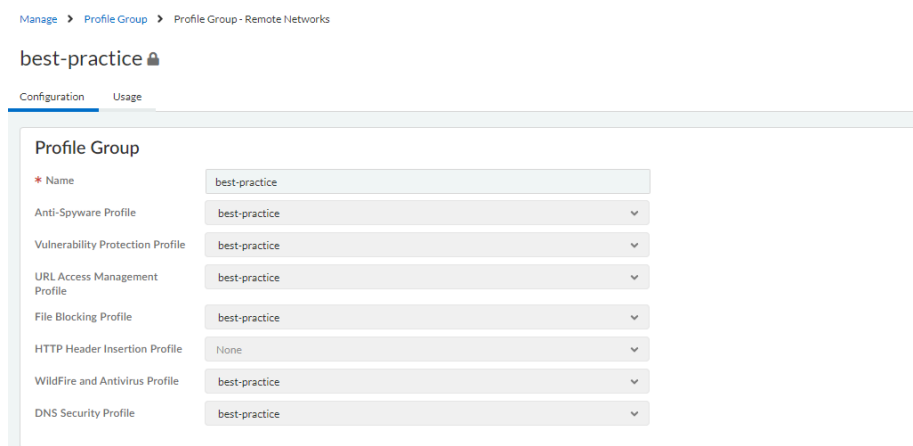 Manage > Profile Group > Profile Group - Remote Networks
best-practice
Configuration Usage
Profile Group
* Name best-practice
Anti-Spyware Profile best-practice
Vulnerability Protection Profile best-practice
URL Access Management
Profile best-practice
File Blocking Profile best-practice
HTTP Header Insertion Profile None
WildFire and Antivirus Profile best-practice
DNS Security Profile best-practice